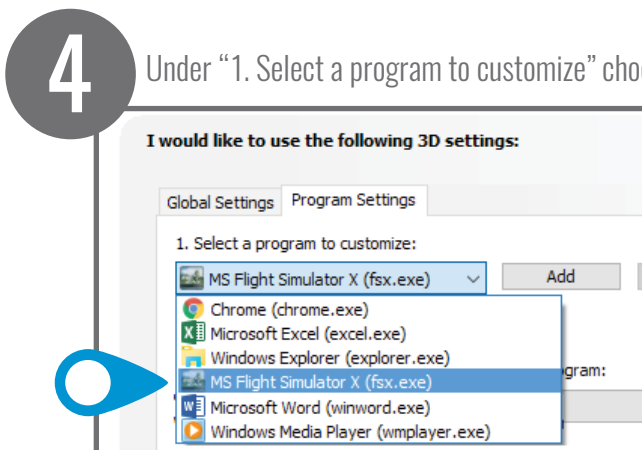 4
Under “1. Select a program to customize”
I would like to use the following 3D settings:
Global Settings Program Settings
1. Select a program to customize:
MS Flight Simulator X (fsx.exe) Add
Chrome (chrome.exe)
Microsoft Excel (excel.exe)
Windows Explorer (explorer.exe)
MS Flight Simulator X (fsx.exe)
Microsoft Word (winword.exe)
Windows Media Player (wmplayer.exe)